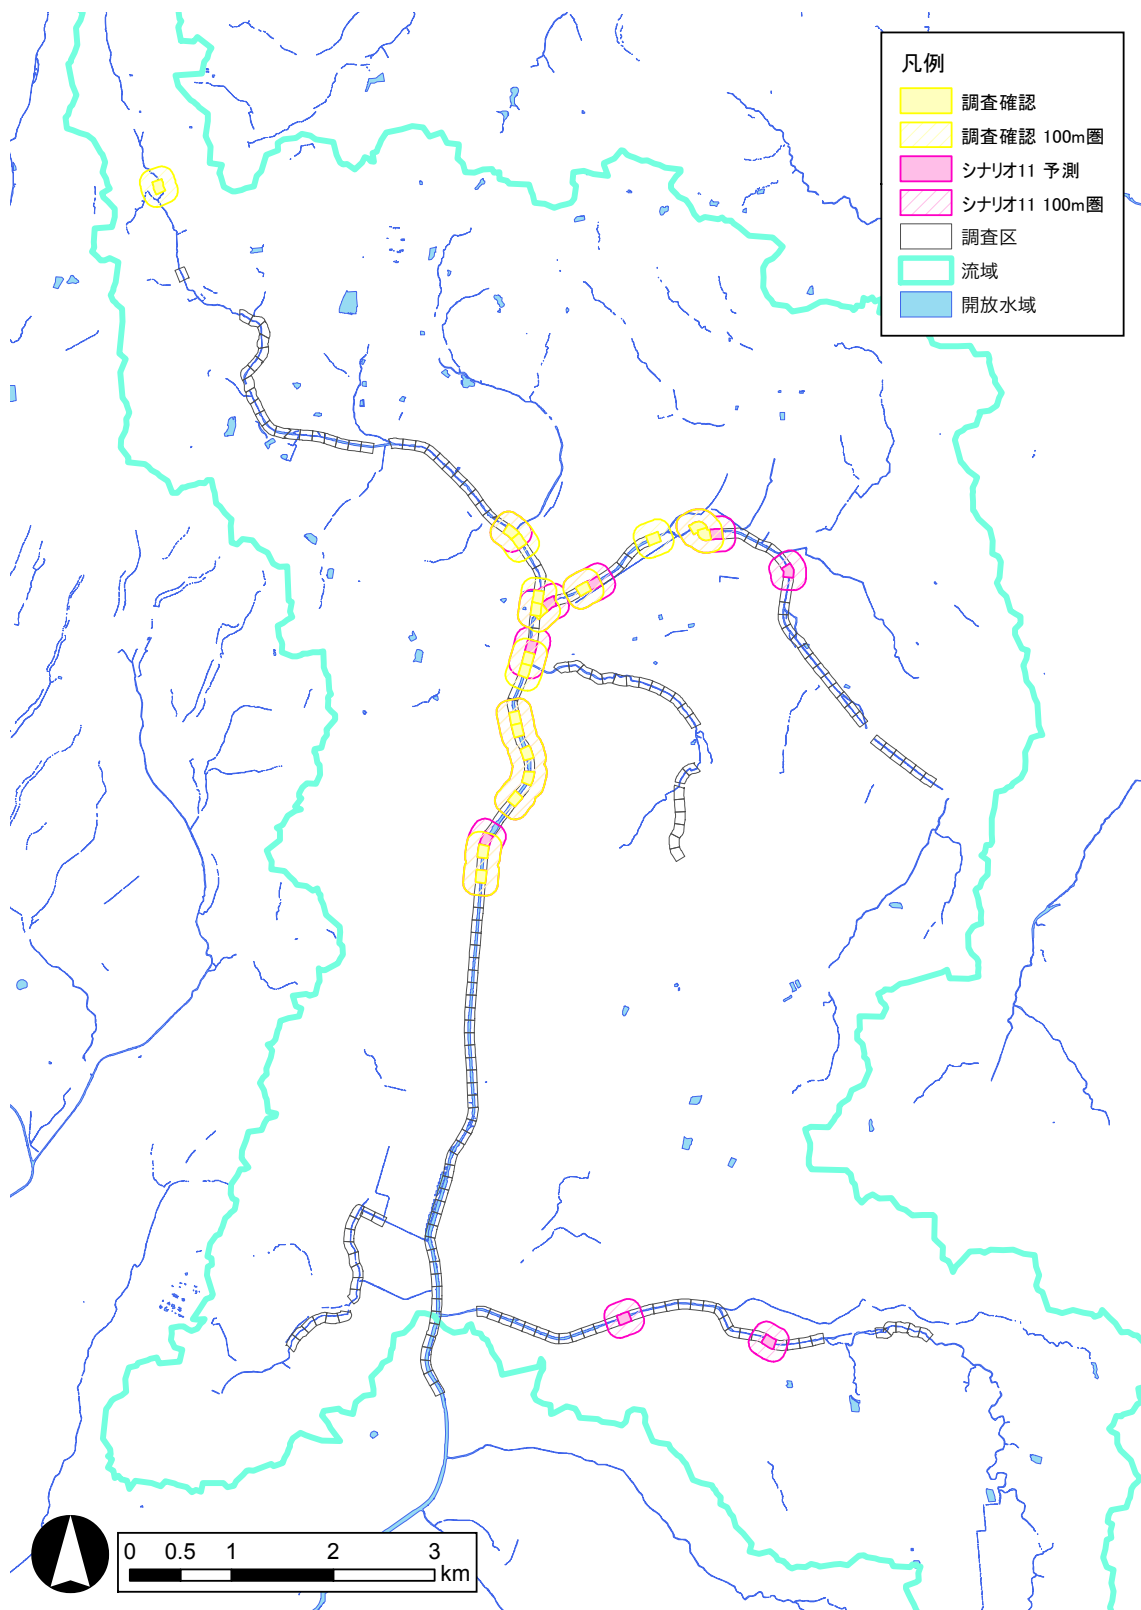 凡例
調査確認
調査確認 100m圏
シナリオ11 予測
シナリオ11 100m圏
調査区
流域
開放水域
0 0.5 1 2 3
km